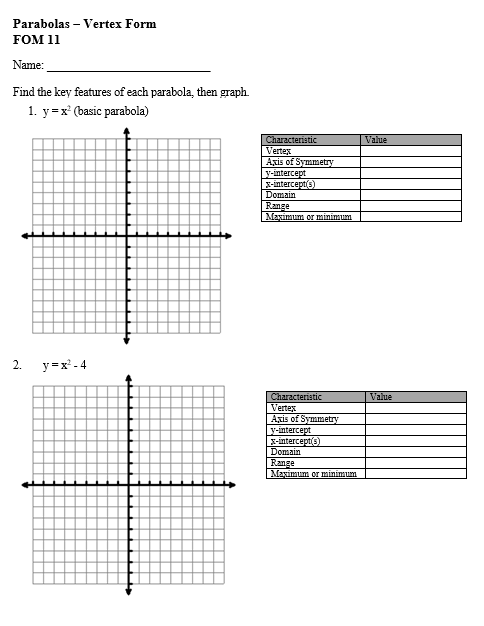 Parabolas – Vertex Form
FOM 11
Name: ___________________________
Find the key features of each parabola, then graph.
1. y = x² (basic parabola)
Characteristic Value
Vertex
Axis of Symmetry
y-intercept
x-intercept(s)
Domain
Range
Maximum or minimum
2. y = x² - 4
Characteristic Value
Vertex
Axis of Symmetry
y-intercept
x-intercept(s)
Domain
Range
Maximum or minimum